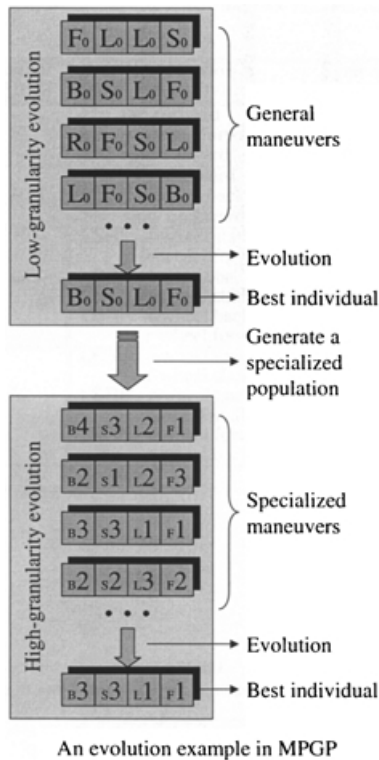 Low-granularity evolution
F0 L0 L0 S0
B0 S0 L0 F0
R0 F0 S0 L0
L0 F0 S0 B0
General
maneuvers
• • •
Evolution
B0 S0 L0 F0
Best individual
Generate a
specialized
population
High-granularity evolution
B4 S3 L2 F1
B2 S1 L2 F3
B3 S3 L1 F1
B2 S2 L3 F2
Specialized
maneuvers
• • •
Evolution
B3 S3 L1 F1
Best individual
An evolution example in MPGP